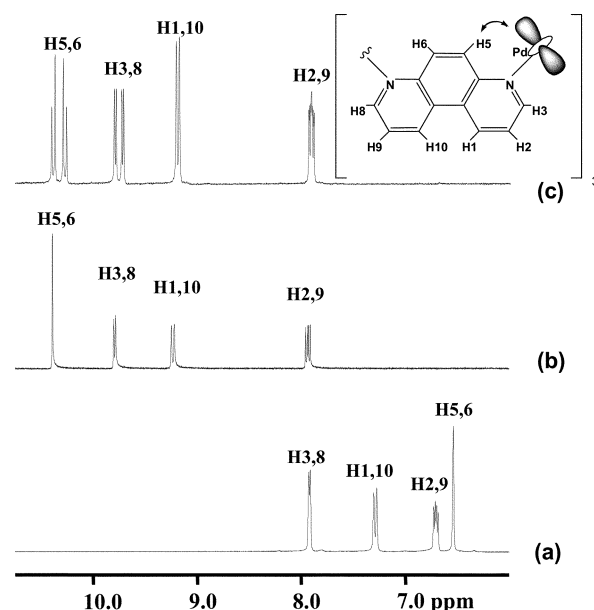 H5,6
H3,8
H1,10
H2,9
H6
H5
Pd
N
N
H8
H3
H9
H10
H1
H2
3
(c)
H5,6
H3,8
H1,10
H2,9
(b)
H5,6
H3,8
H1,10
H2,9
(a)
10.0 9.0 8.0 7.0 ppm